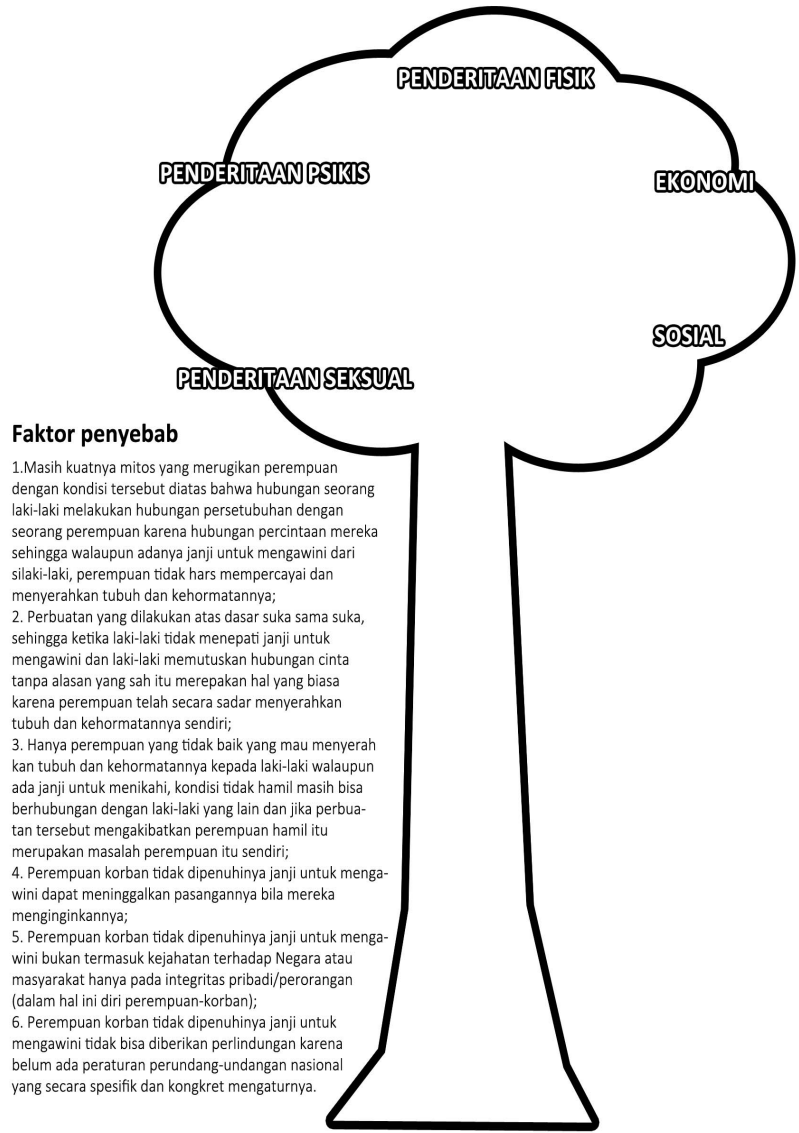 PENDERITAAN FISIK
PENDERITAAN PSIKIS
EKONOMI
SOSIAL
PENDERITAAN SEKSUAL
Faktor penyebab
1.Masih kuatnya mitos yang merugikan perempuan
dengan kondisi tersebut diatas bahwa hubungan seorang
laki-laki melakukan hubungan persetubuhan dengan
seorang perempuan karena hubungan percintaan mereka
sehingga walaupun adanya janji untuk mengawini dari
silaki-laki, perempuan tidak hars mempercayai dan
menyerahkan tubuh dan kehormatannya;
2. Perbuatan yang dilakukan atas dasar suka sama suka,
sehingga ketika laki-laki tidak menepati janji untuk
mengawini dan laki-laki memutuskan hubungan cinta
tanpa alasan yang sah itu merepakan hal yang biasa
karena perempuan telah secara sadar menyerahkan
tubuh dan kehormatannya sendiri;
3. Hanya perempuan yang tidak baik yang mau menyerah
kan tubuh dan kehormatannya kepada laki-laki walaupun
ada janji untuk menikahi, kondisi tidak hamil masih bisa
berhubungan dengan laki-laki yang lain dan jika perbua-
tan tersebut mengakibatkan perempuan hamil itu
merupakan masalah perempuan itu sendiri;
4. Perempuan korban tidak dipenuhinya janji untuk menga-
wini dapat meninggalkan pasangannya bila mereka
menginginkannya;
5. Perempuan korban tidak dipenuhinya janji untuk menga-
wini bukan termasuk kejahatan terhadap Negara atau
masyarakat hanya pada integritas pribadi/perorangan
(dalam hal ini diri perempuan-korban);
6. Perempuan korban tidak dipenuhinya janji untuk
mengawini tidak bisa diberikan perlindungan karena
belum ada peraturan perundang-undangan nasional
yang secara spesifik dan kongkret mengaturnya.